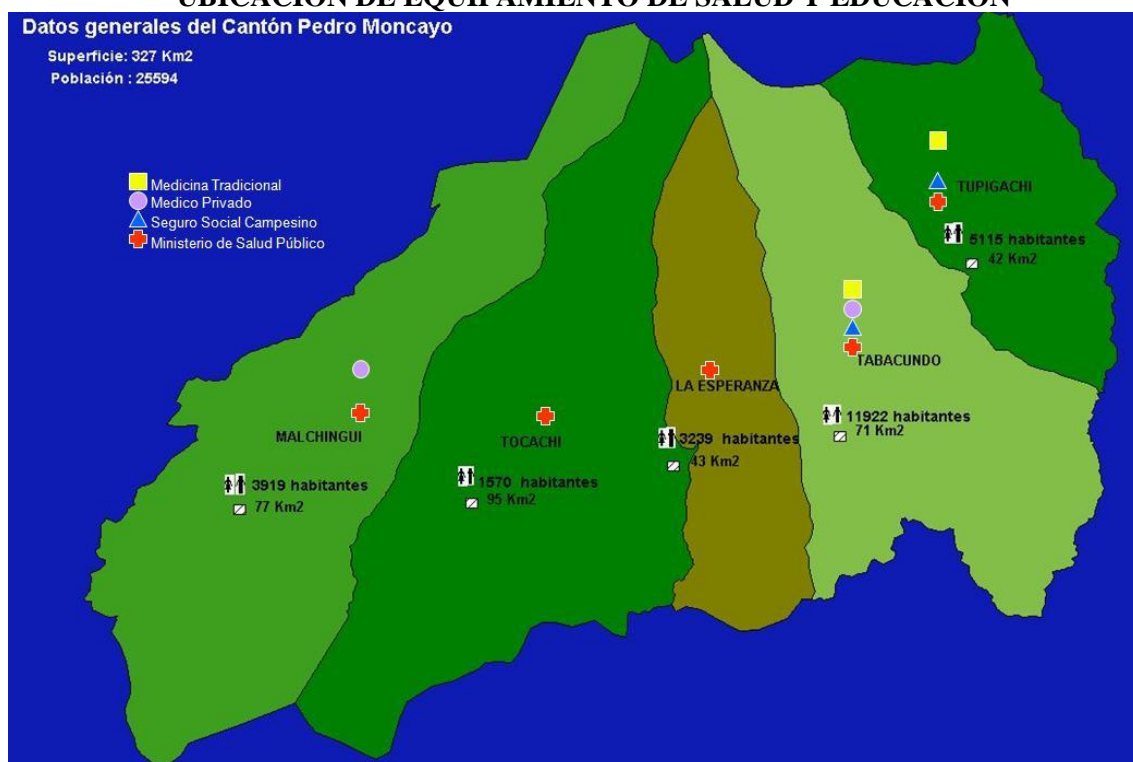 UBICACIÓN DE EQUIPAMIENTO DE SALUD Y EDUCACIÓN
Datos generales del Cantón Pedro Moncayo
Superficie: 327 Km2
Población : 25594
Medicina Tradicional
Medico Privado
Seguro Social Campesino
Ministerio de Salud Público
TUPIGACHI
5115 habitantes
42 Km2
TABACUNDO
11922 habitantes
71 Km2
LA ESPERANZA
3239 habitantes
43 Km2
TOCACHI
1570 habitantes
95 Km2
MALCHINGUI
3919 habitantes
77 Km2